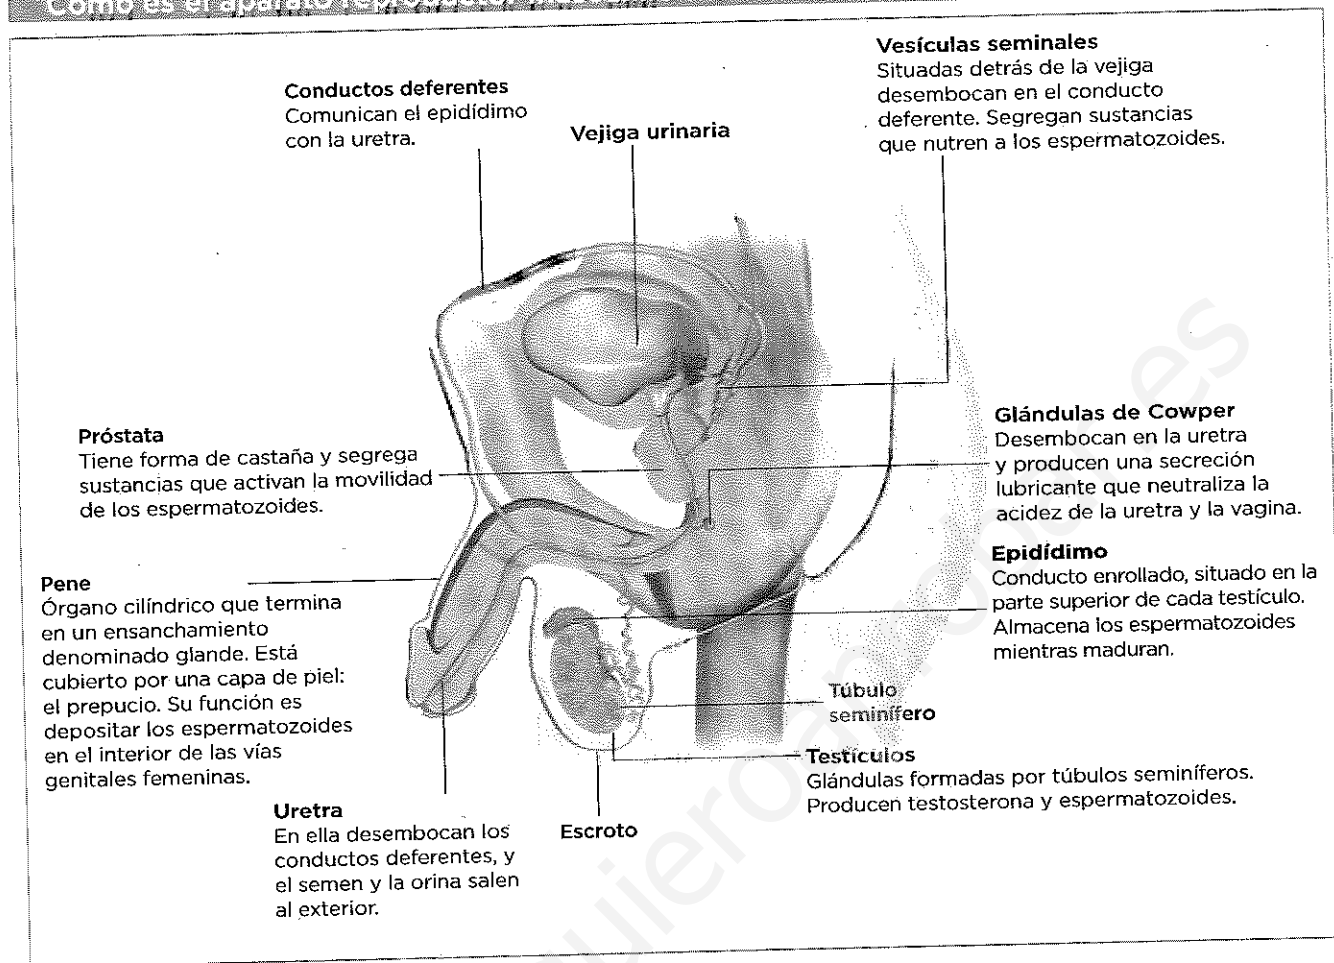 Cómo es el aparato reproductor
Conductos deferentes
Comunican el epidídimo
con la uretra.
Vejiga urinaria
Vesículas seminales
Situadas detrás de la vejiga
desembocan en el conducto
deferente. Segregan sustancias
que nutren a los espermatozoides.
Próstata
Tiene forma de castaña y segrega
sustancias que activan la movilidad
de los espermatozoides.
Glándulas de Cowper
Desembocan en la uretra
y producen una secreción
lubricante que neutraliza la
acidez de la uretra y la vagina.
Epidídimo
Conducto enrollado, situado en la
parte superior de cada testículo.
Almacena los espermatozoides
mientras maduran.
Pene
Órgano cilíndrico que termina
en un ensanchamiento
denominado glande. Está
cubierto por una capa de piel:
el prepucio. Su función es
depositar los espermatozoides
en el interior de las vías
genitales femeninas.
Túbulo
seminífero
Testículos
Glándulas formadas por túbulos seminíferos.
Producen testosterona y espermatozoides.
Uretra
En ella desembocan los
conductos deferentes, y
el semen y la orina salen
al exterior.
Escroto